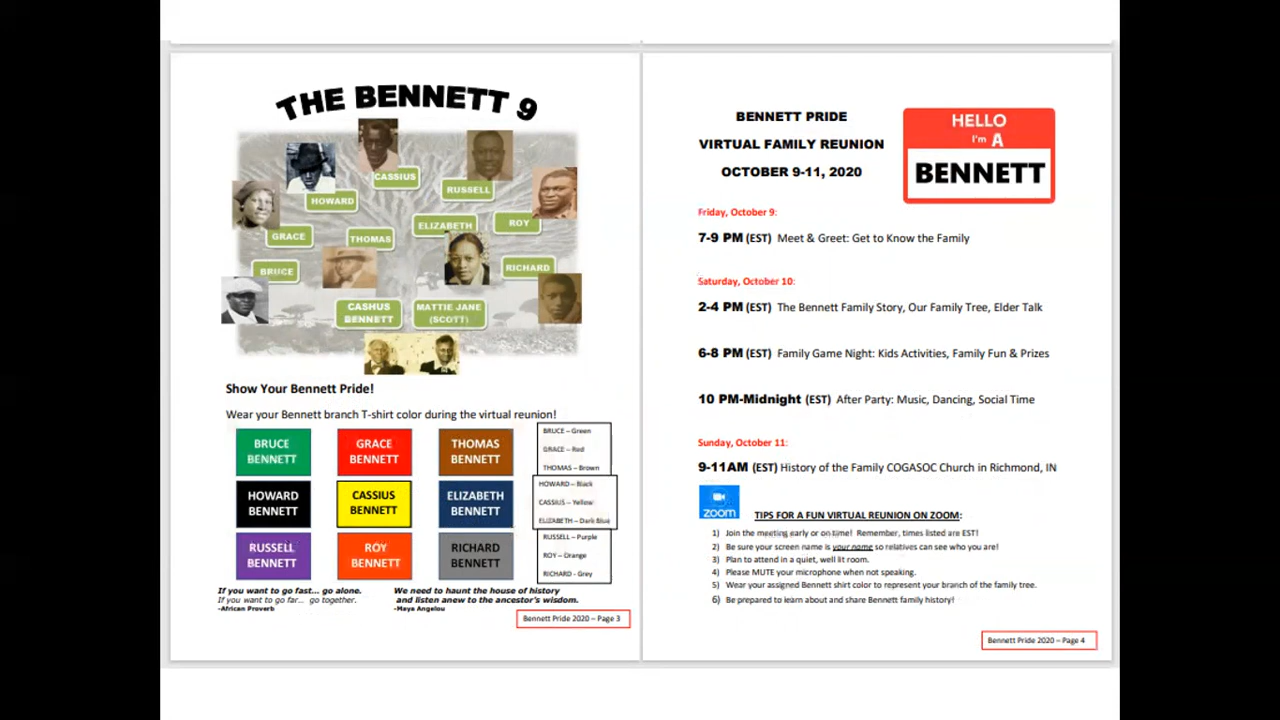 THE BENNETT 9
CASSIUS
RUSSELL
HOWARD
ELIZABETH
ROY
GRACE
THOMAS
BRUCE
RICHARD
CASHUS
BENNETT
MATTIE JANE
(SCOTT)
Show Your Bennett Pride!
Wear your Bennett branch T-shirt color during the virtual reunion!
BRUCE
BENNETT
GRACE
BENNETT
THOMAS
BENNETT
HOWARD
BENNETT
CASSIUS
BENNETT
ELIZABETH
BENNETT
RUSSELL
BENNETT
ROY
BENNETT
RICHARD
BENNETT
BRUCE – Green
GRACE – Red
THOMAS – Brown
HOWARD – Black
CASSIUS – Yellow
ELIZABETH – Dark Blue
RUSSELL – Purple
ROY – Orange
RICHARD - Grey
If you want to go fast... go alone.
If you want to go far... go together.
-African Proverb
We need to haunt the house of history
and listen anew to the ancestor's wisdom.
-Maya Angelou
Bennett Pride 2020 – Page 3
BENNETT PRIDE
VIRTUAL FAMILY REUNION
OCTOBER 9-11, 2020
HELLO
I'm A
BENNETT
Friday, October 9:
7-9 PM (EST) Meet & Greet: Get to Know the Family
Saturday, October 10:
2-4 PM (EST) The Bennett Family Story, Our Family Tree, Elder Talk
6-8 PM (EST) Family Game Night: Kids Activities, Family Fun & Prizes
10 PM-Midnight (EST) After Party: Music, Dancing, Social Time
Sunday, October 11:
9-11AM (EST) History of the Family COGASOC Church in Richmond, IN
zoom
TIPS FOR A FUN VIRTUAL REUNION ON ZOOM:
1) Join the meeting early or on time! Remember, times listed are EST!
2) Be sure your screen name is your name so relatives can see who you are!
3) Plan to attend in a quiet, well lit room.
4) Please MUTE your microphone when not speaking.
5) Wear your assigned Bennett shirt color to represent your branch of the family tree.
6) Be prepared to learn about and share Bennett family history!
Bennett Pride 2020 – Page 4